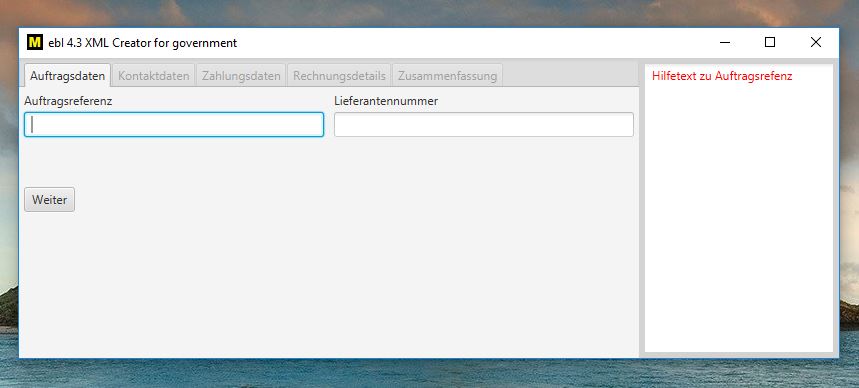 M ebl 4.3 XML Creator for government
Auftragsdaten Kontaktdaten Zahlungsdaten Rechnungsdetails Zusammenfassung
Auftragsreferenz Lieferantennummer
Weiter
Hilfetext zu Auftragsrefenz